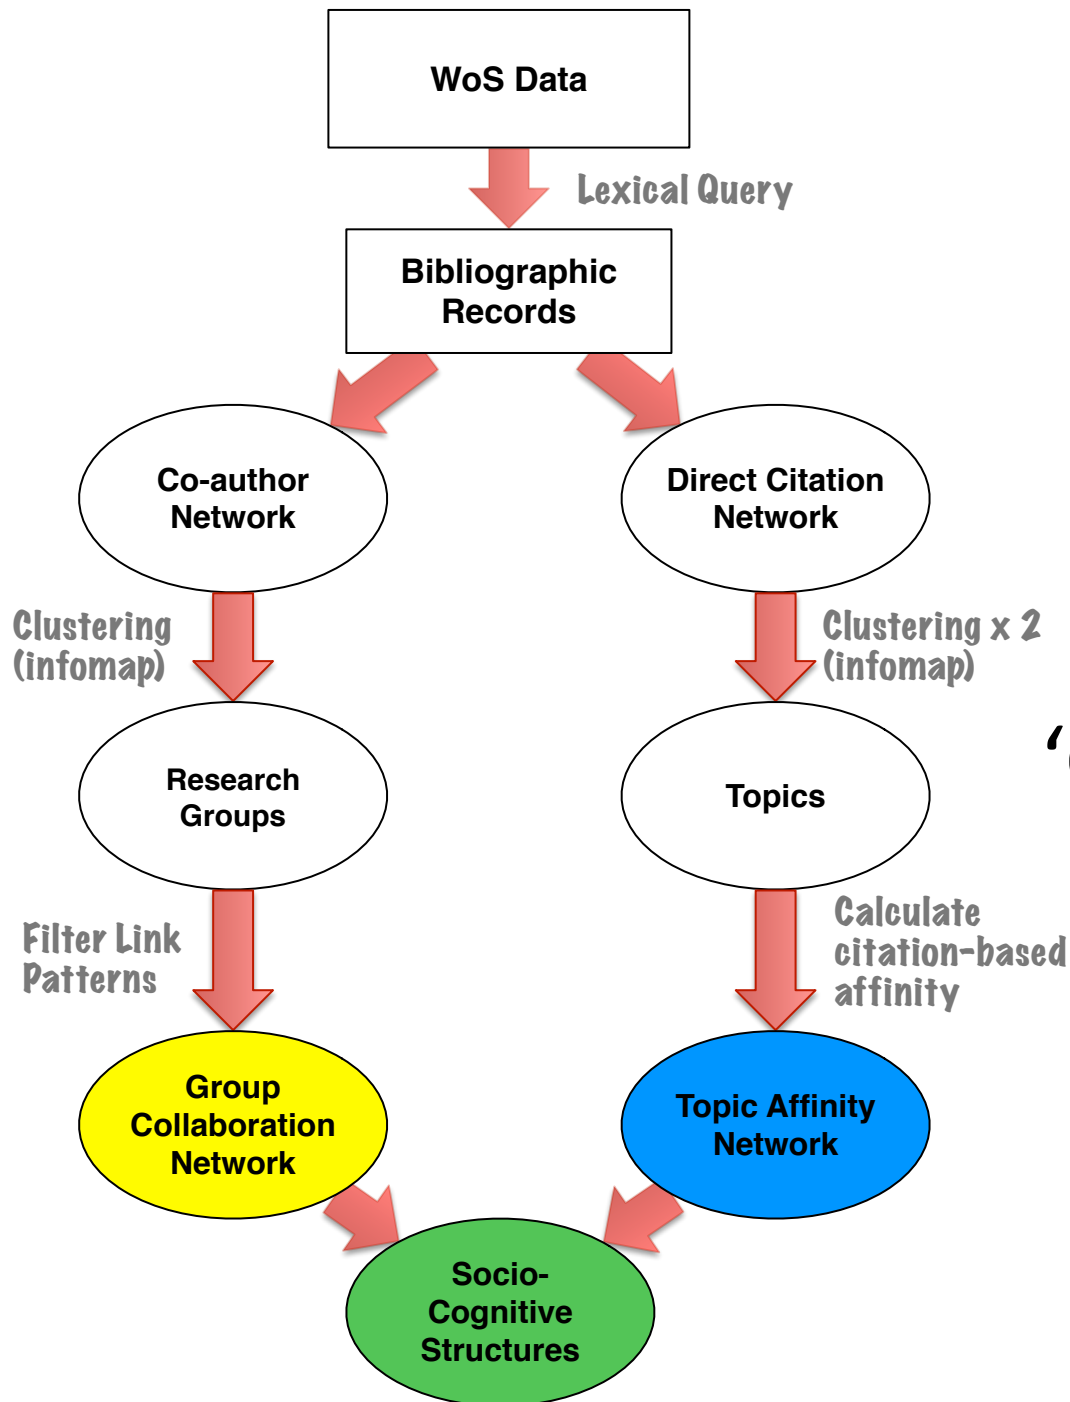 WoS Data
Lexical Query
Bibliographic
Records
Co-author
Network
Direct Citation
Network
Clustering
(infomap)
Clustering x 2
(infomap)
Research
Groups
Topics
Filter Link
Patterns
Calculate
citation-based
affinity
Group
Collaboration
Network
Topic Affinity
Network
Socio-
Cognitive
Structures